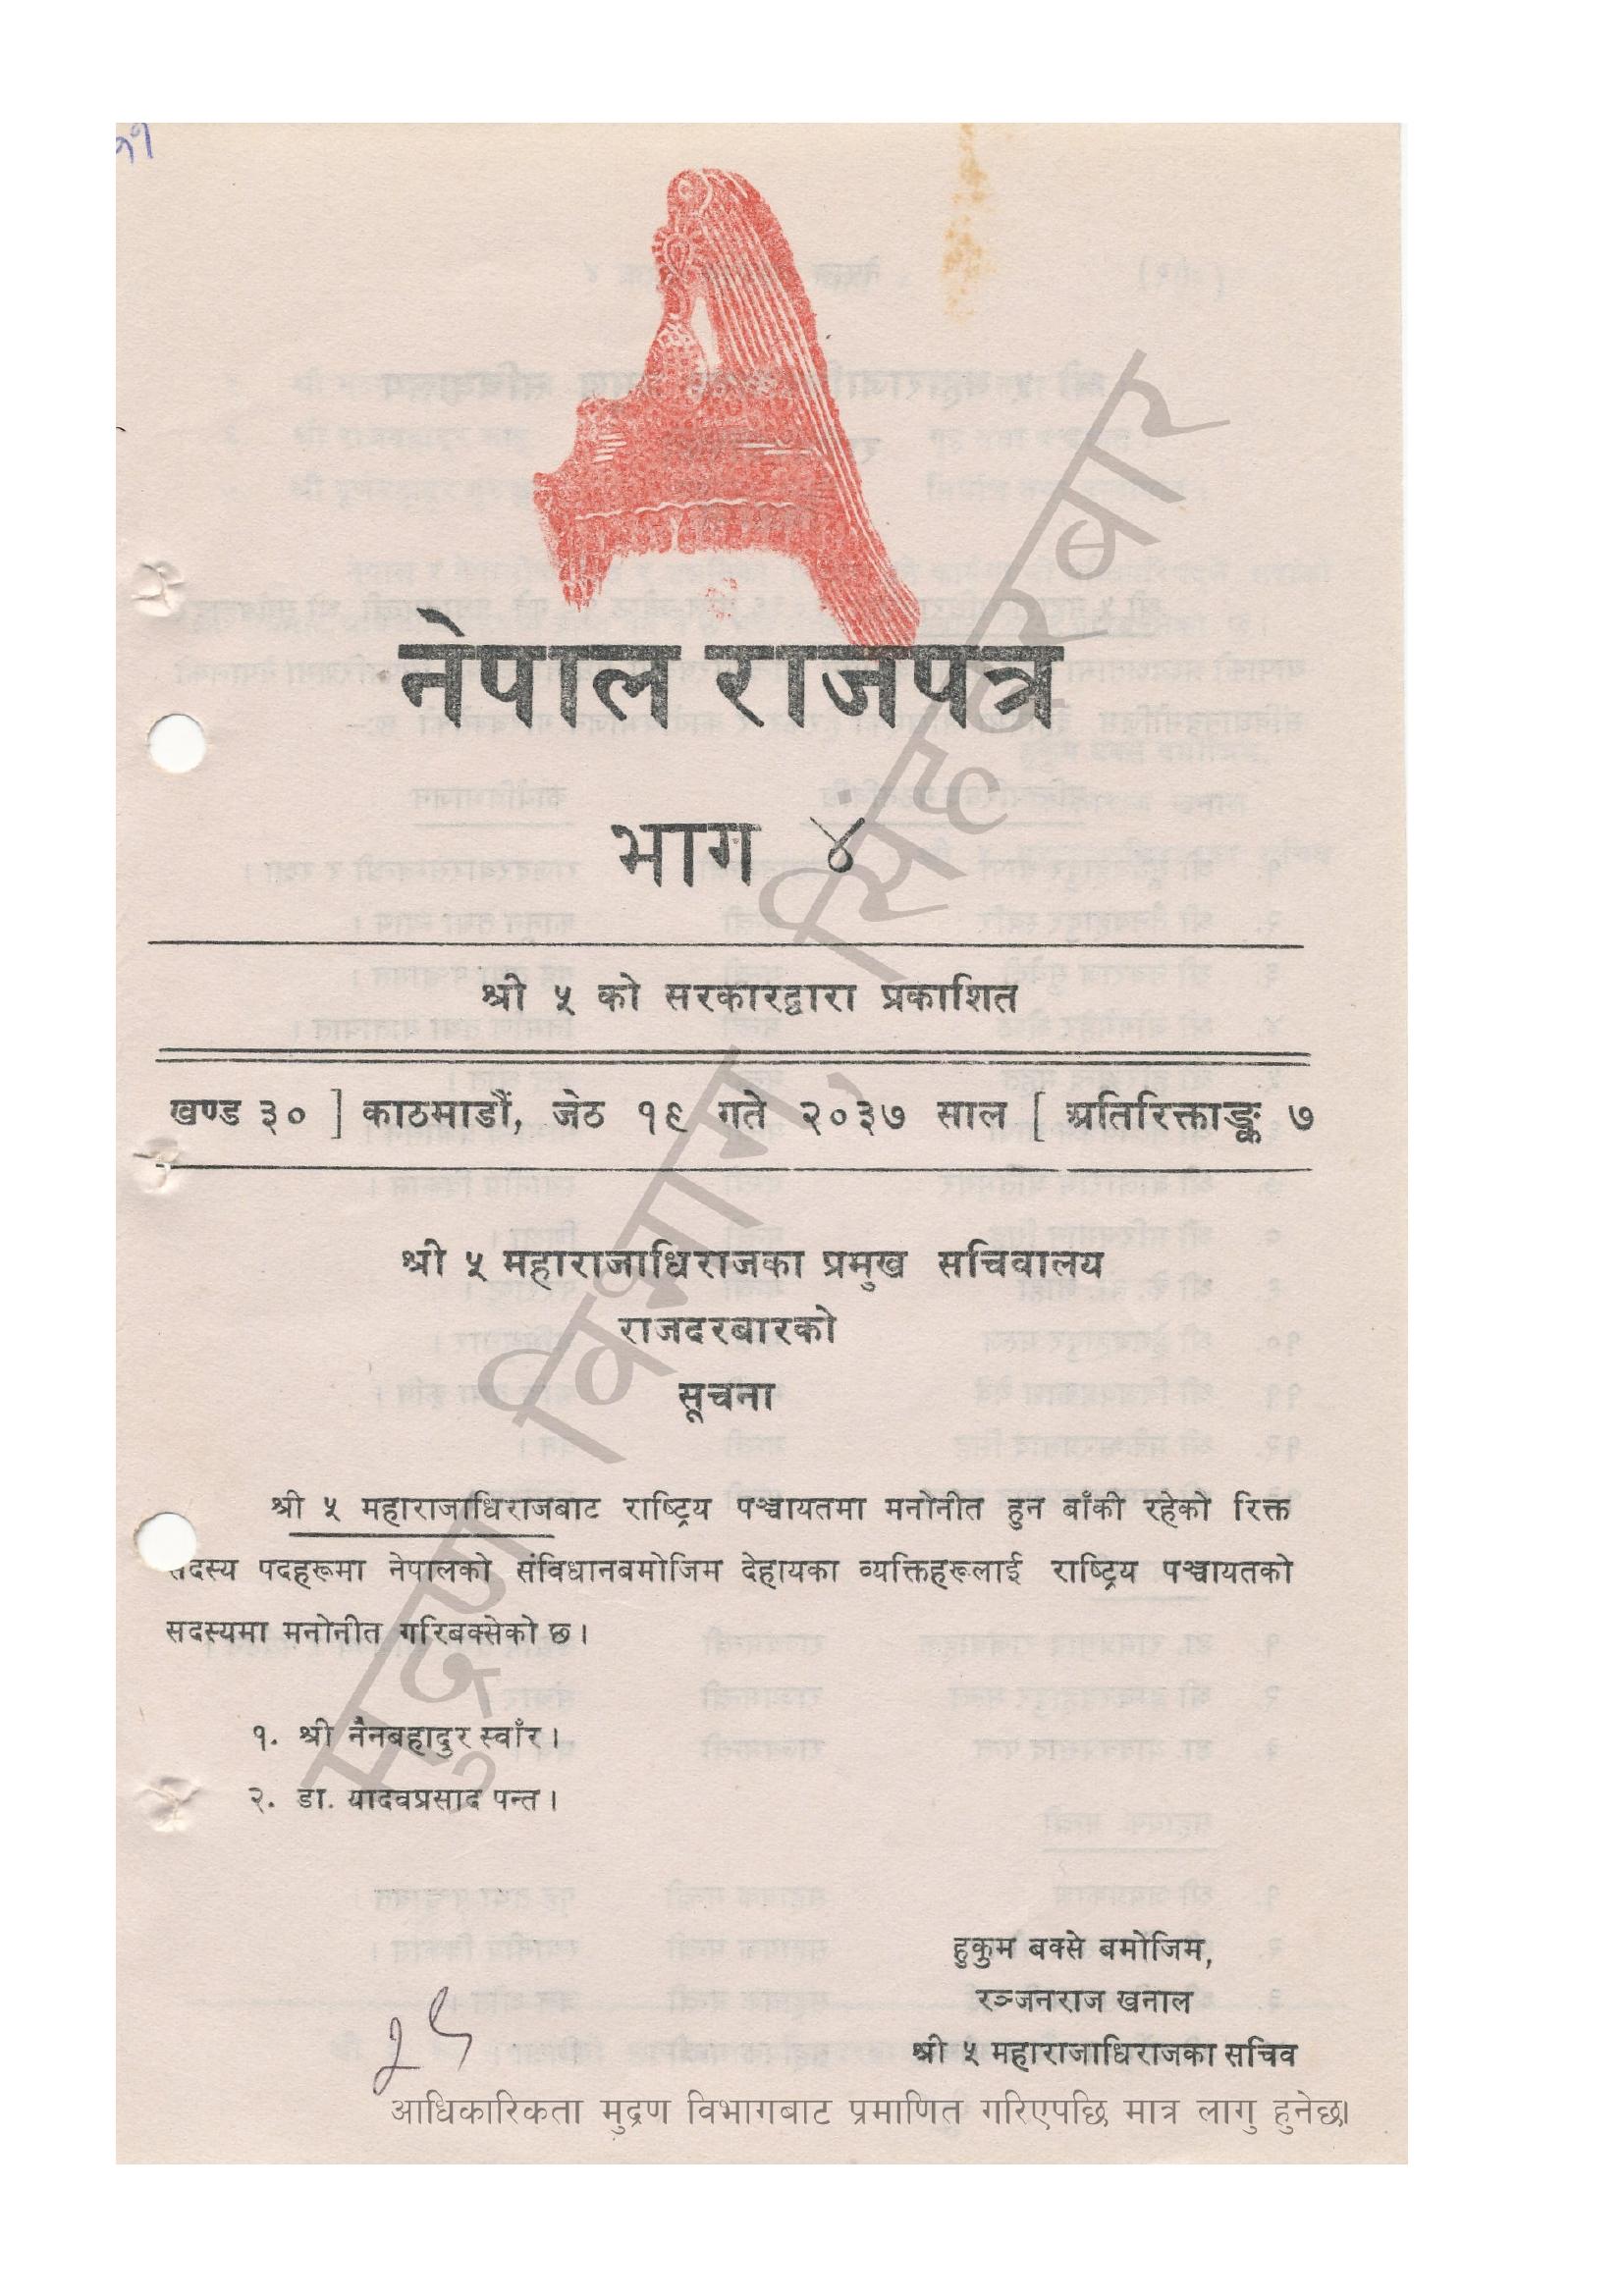 नेपाल राजपत्र
भाग ४
श्री ५ को सरकारद्वारा प्रकाशित
खण्ड ३० ] काठमाडौं, जेठ १९ गते २०३७ साल [ अतिरिक्ताङ्क ७
श्री ५ महाराजाधिराजका प्रमुख सचिवालय
राजदरबारको
सूचना
श्री ५ महाराजाधिराजबाट राष्ट्रिय पञ्चायतमा मनोनीत हुन बाँकी रहेको रिक्त
सदस्य पदहरूमा नेपालको संविधानबमोजिम देहायका व्यक्तिहरूलाई राष्ट्रिय पञ्चायतको
सदस्यमा मनोनीत गरिबक्सेको छ।
१. श्री नैनबहादुर स्वाँर।
२. डा. यादवप्रसाद पन्त।
हुकुम बक्से बमोजिम,
रञ्जनराज खनाल
श्री ५ महाराजाधिराजका सचिव
आधिकारिकता मुद्रण विभागबाट प्रमाणित गरिएपछि मात्र लागु हुनेछ।
मुद्रण विभाग, सिंहदरबार